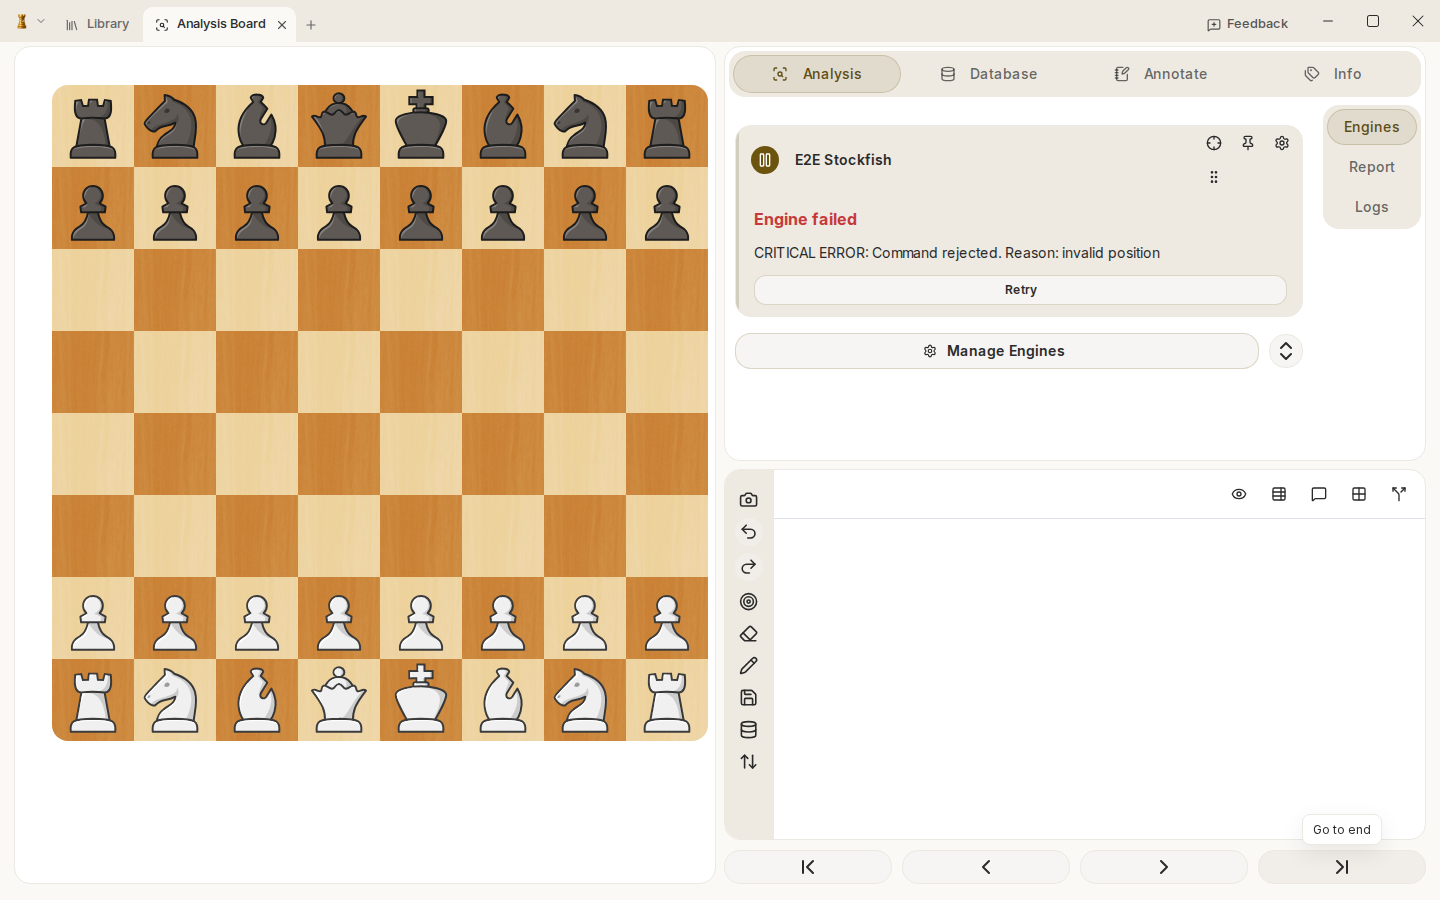 Library
Analysis Board
Feedback
Analysis
Database
Annotate
Info
Engines
Report
Logs
E2E Stockfish
Engine failed
CRITICAL ERROR: Command rejected. Reason: invalid position
Retry
Manage Engines
Go to end